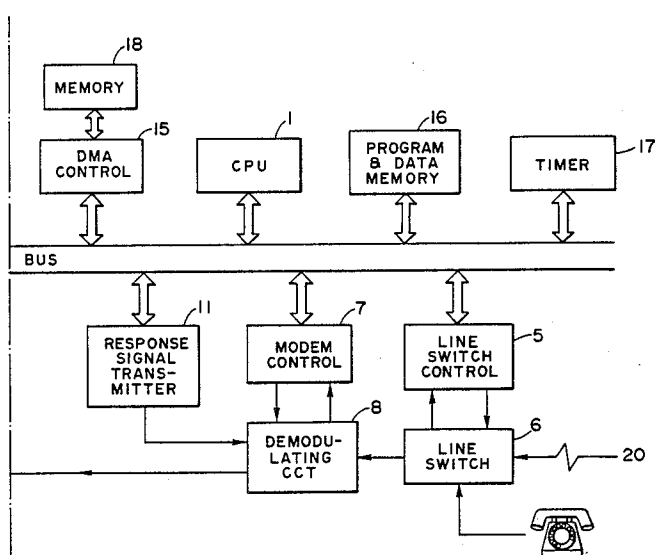 18
MEMORY
15
DMA
CONTROL
1
CPU
16
PROGRAM
& DATA
MEMORY
17
TIMER
BUS
11
RESPONSE
SIGNAL
TRANS-
MITTER
7
MODEM
CONTROL
5
LINE
SWITCH
CONTROL
8
DEMODU-
LATING
CCT
6
LINE
SWITCH
20